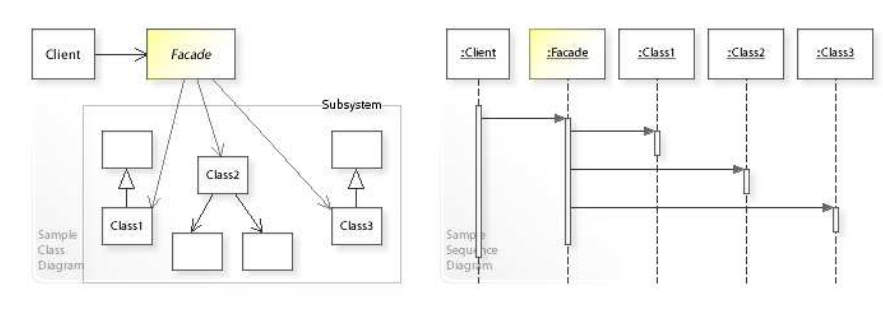 Client
Facade
Subsystem
Class2
Class1
Class3
Sample
Class
Diagram
:Client
:Facade
:Class1
:Class2
:Class3
Sample
Sequence
Diagram